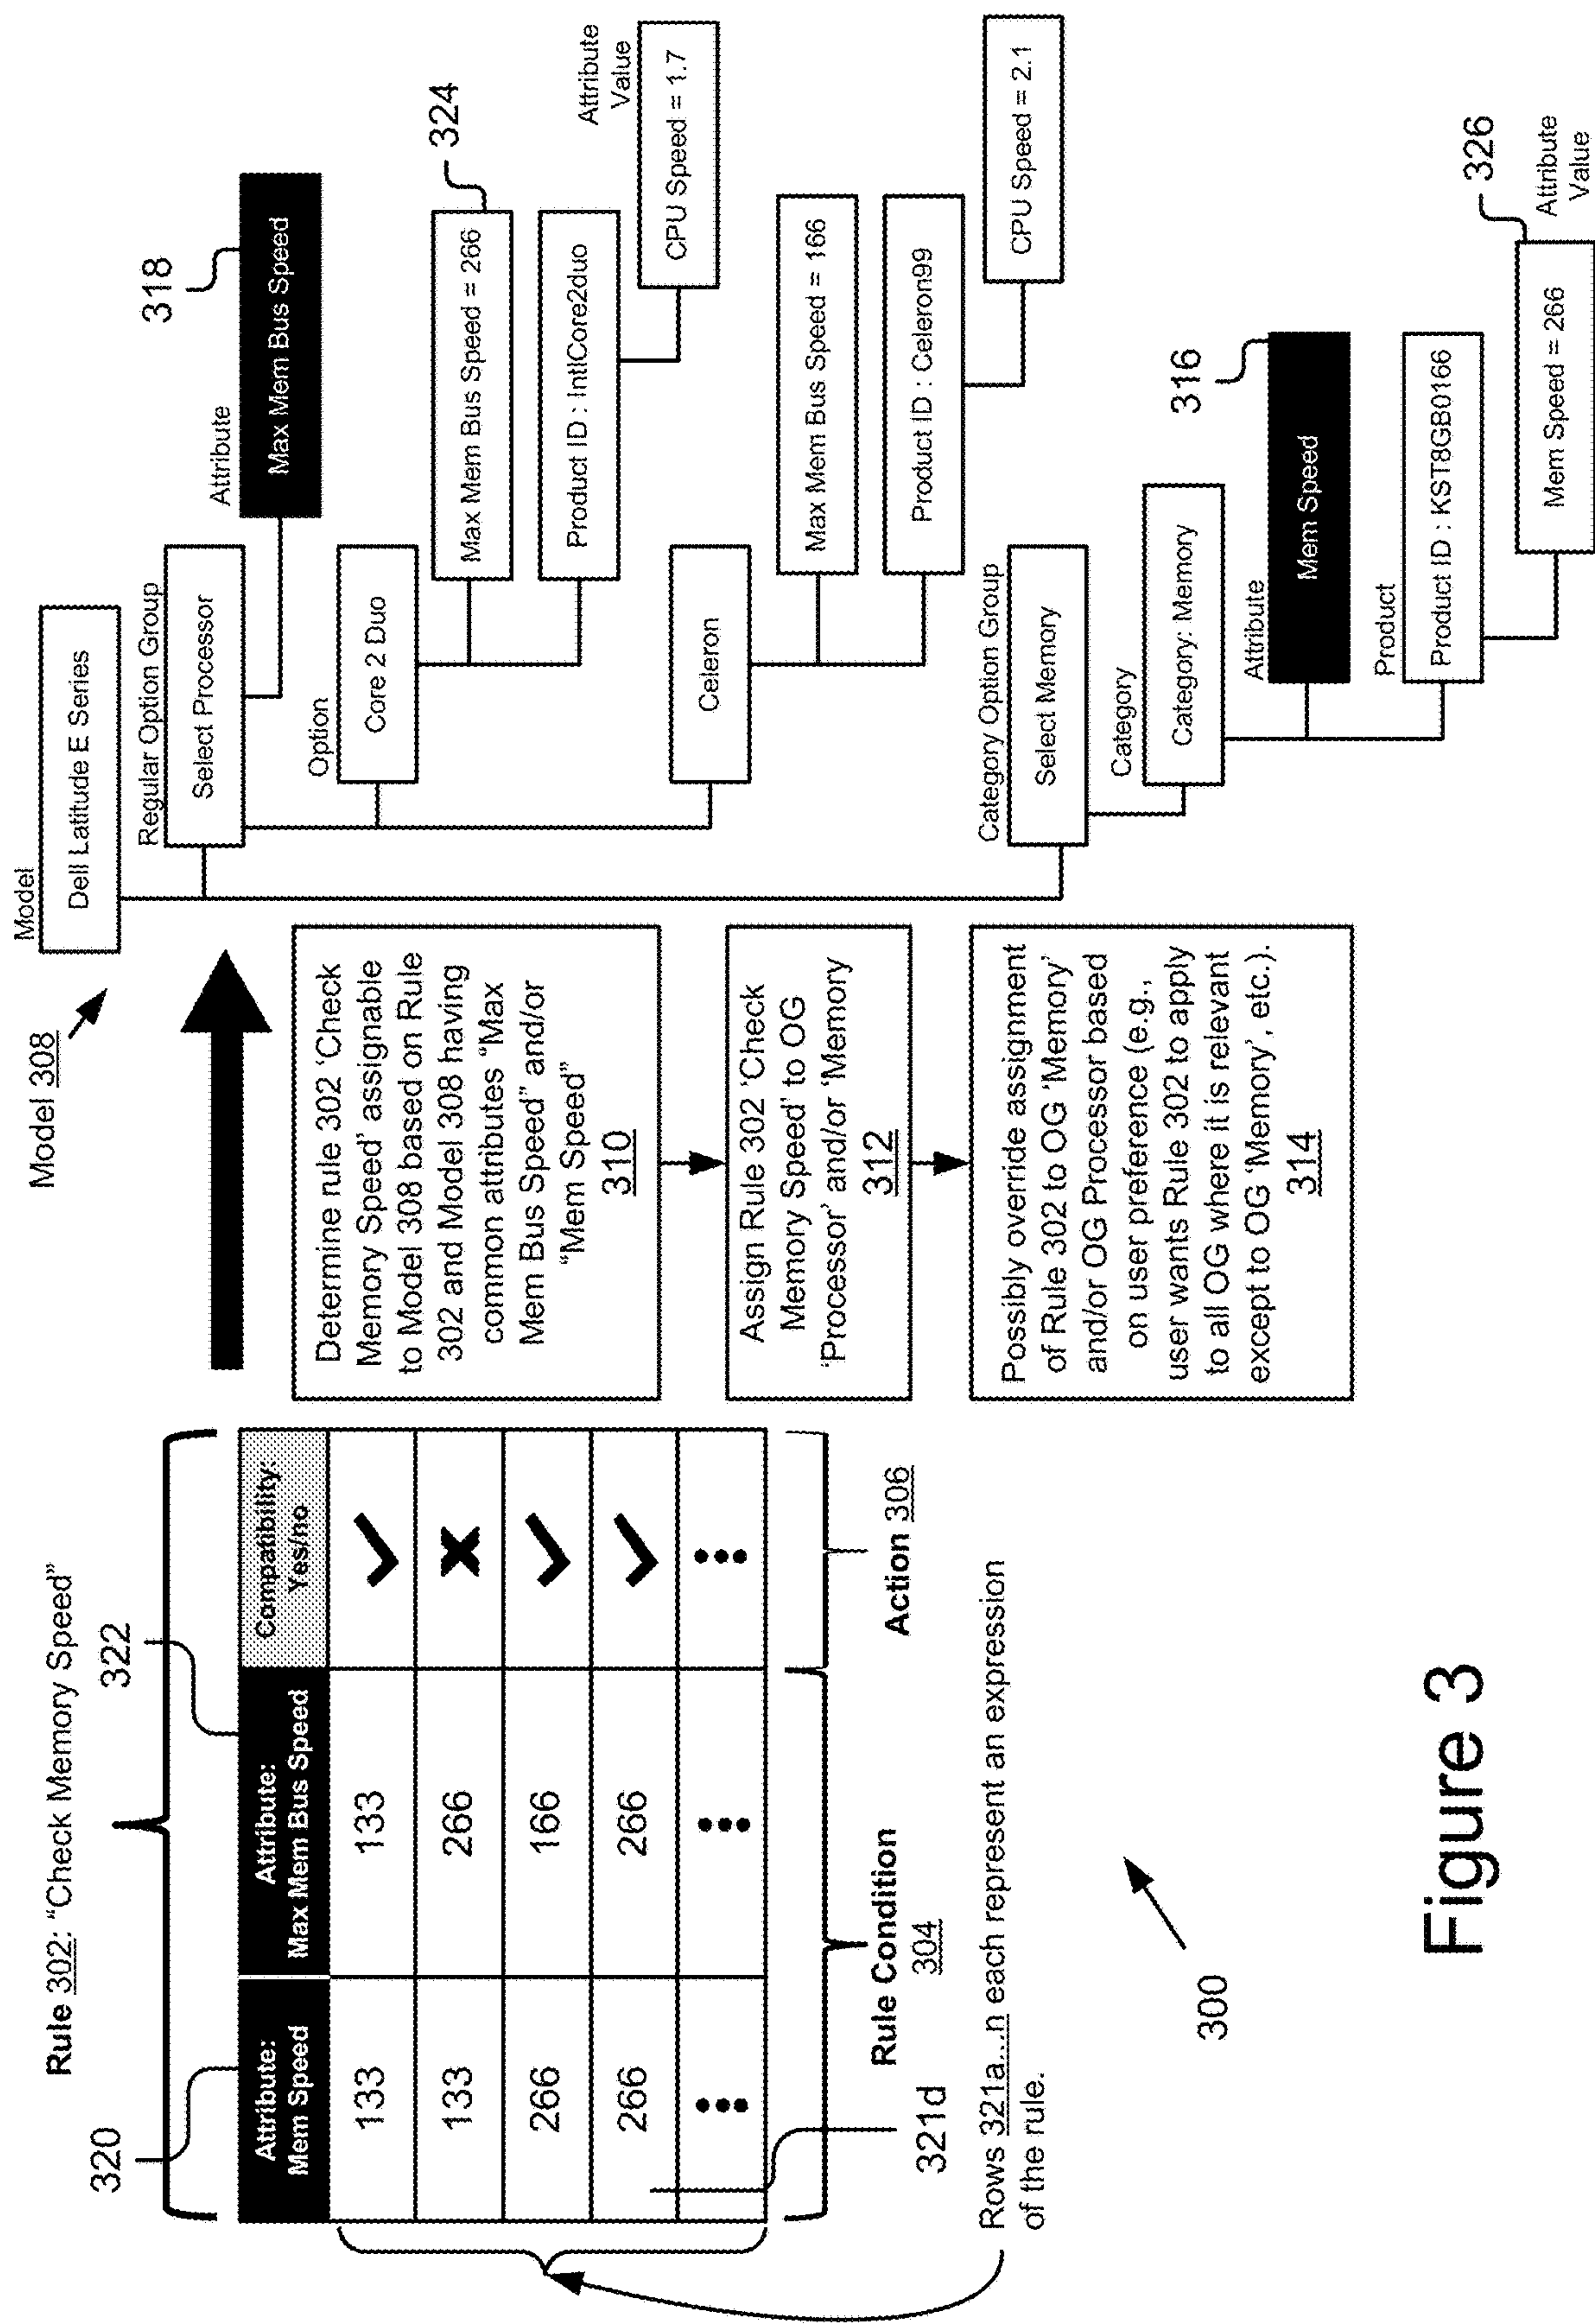 Rule 302: “Check Memory Speed”
320
322
Attribute:
Mem Speed
Attribute:
Max Mem Bus Speed
Compatibility:
Yes/no
133
133
133
266
266
166
266
266
321d
Rule Condition
304
Action 306
Rows 321a...n each represent an expression
of the rule.
300
Model 308
Determine rule 302 ‘Check
Memory Speed’ assignable
to Model 308 based on Rule
302 and Model 308 having
common attributes “Max
Mem Bus Speed” and/or
“Mem Speed”
310
Assign Rule 302 ‘Check
Memory Speed’ to OG
‘Processor’ and/or ‘Memory
312
Possibly override assignment
of Rule 302 to OG ‘Memory’
and/or OG Processor based
on user preference (e.g.,
user wants Rule 302 to apply
to all OG where it is relevant
except to OG ‘Memory’, etc.).
314
Model
Dell Latitude E Series
Regular Option Group
Select Processor
Attribute
Max Mem Bus Speed
318
Option
Core 2 Duo
Max Mem Bus Speed = 266
324
Product ID : IntlCore2duo
Attribute
Value
CPU Speed = 1.7
Celeron
Max Mem Bus Speed = 166
Product ID : Celeron99
CPU Speed = 2.1
Category Option Group
Select Memory
Category
Category: Memory
Attribute
Mem Speed
316
Product
Product ID : KST8GB0166
Mem Speed = 266
326
Attribute
Value
Figure 3